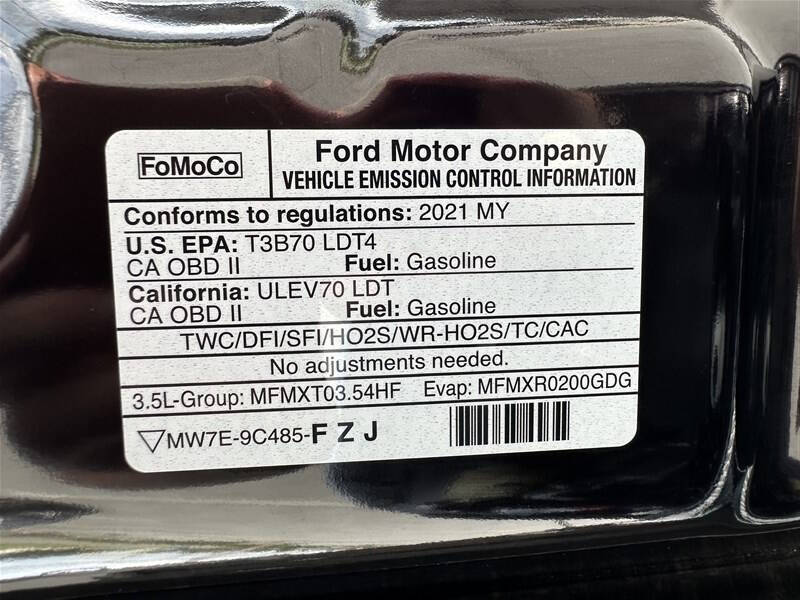 FoMoCo
Ford Motor Company
VEHICLE EMISSION CONTROL INFORMATION
Conforms to regulations: 2021 MY
U.S. EPA: T3B70 LDT4
CA OBD II Fuel: Gasoline
California: ULEV70 LDT
CA OBD II Fuel: Gasoline
TWC/DFI/SFI/HO2S/WR-HO2S/TC/CAC
No adjustments needed.
3.5L-Group: MFMXT03.54HF Evap: MFMXR0200GDG
MW7E-9C485-FZJ